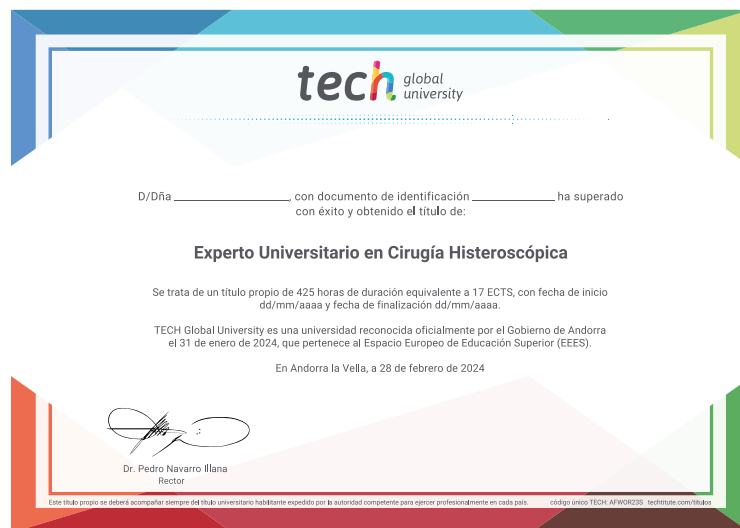 tech global
university
D/Dña ____________________, con documento de identificación ______________ ha superado
con éxito y obtenido el título de:
Experto Universitario en Cirugía Histeroscópica
Se trata de un título propio de 425 horas de duración equivalente a 17 ECTS, con fecha de inicio
dd/mm/aaaa y fecha de finalización dd/mm/aaaa.
TECH Global University es una universidad reconocida oficialmente por el Gobierno de Andorra
el 31 de enero de 2024, que pertenece al Espacio Europeo de Educación Superior (EEES).
En Andorra la Vella, a 28 de febrero de 2024
Dr. Pedro Navarro Illana
Rector
Este título propio se deberá acompañar siempre del título universitario habilitante expedido por la autoridad competente para ejercer profesionalmente en cada país. código único TECH: AFWOR23S techtitute.com/titulos